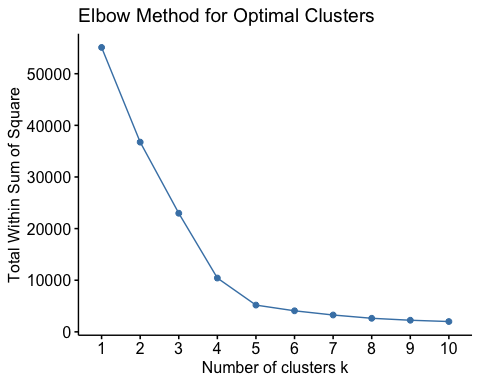 Elbow Method for Optimal Clusters
Total Within Sum of Square
50000
40000
30000
20000
10000
0
1 2 3 4 5 6 7 8 9 10
Number of clusters k